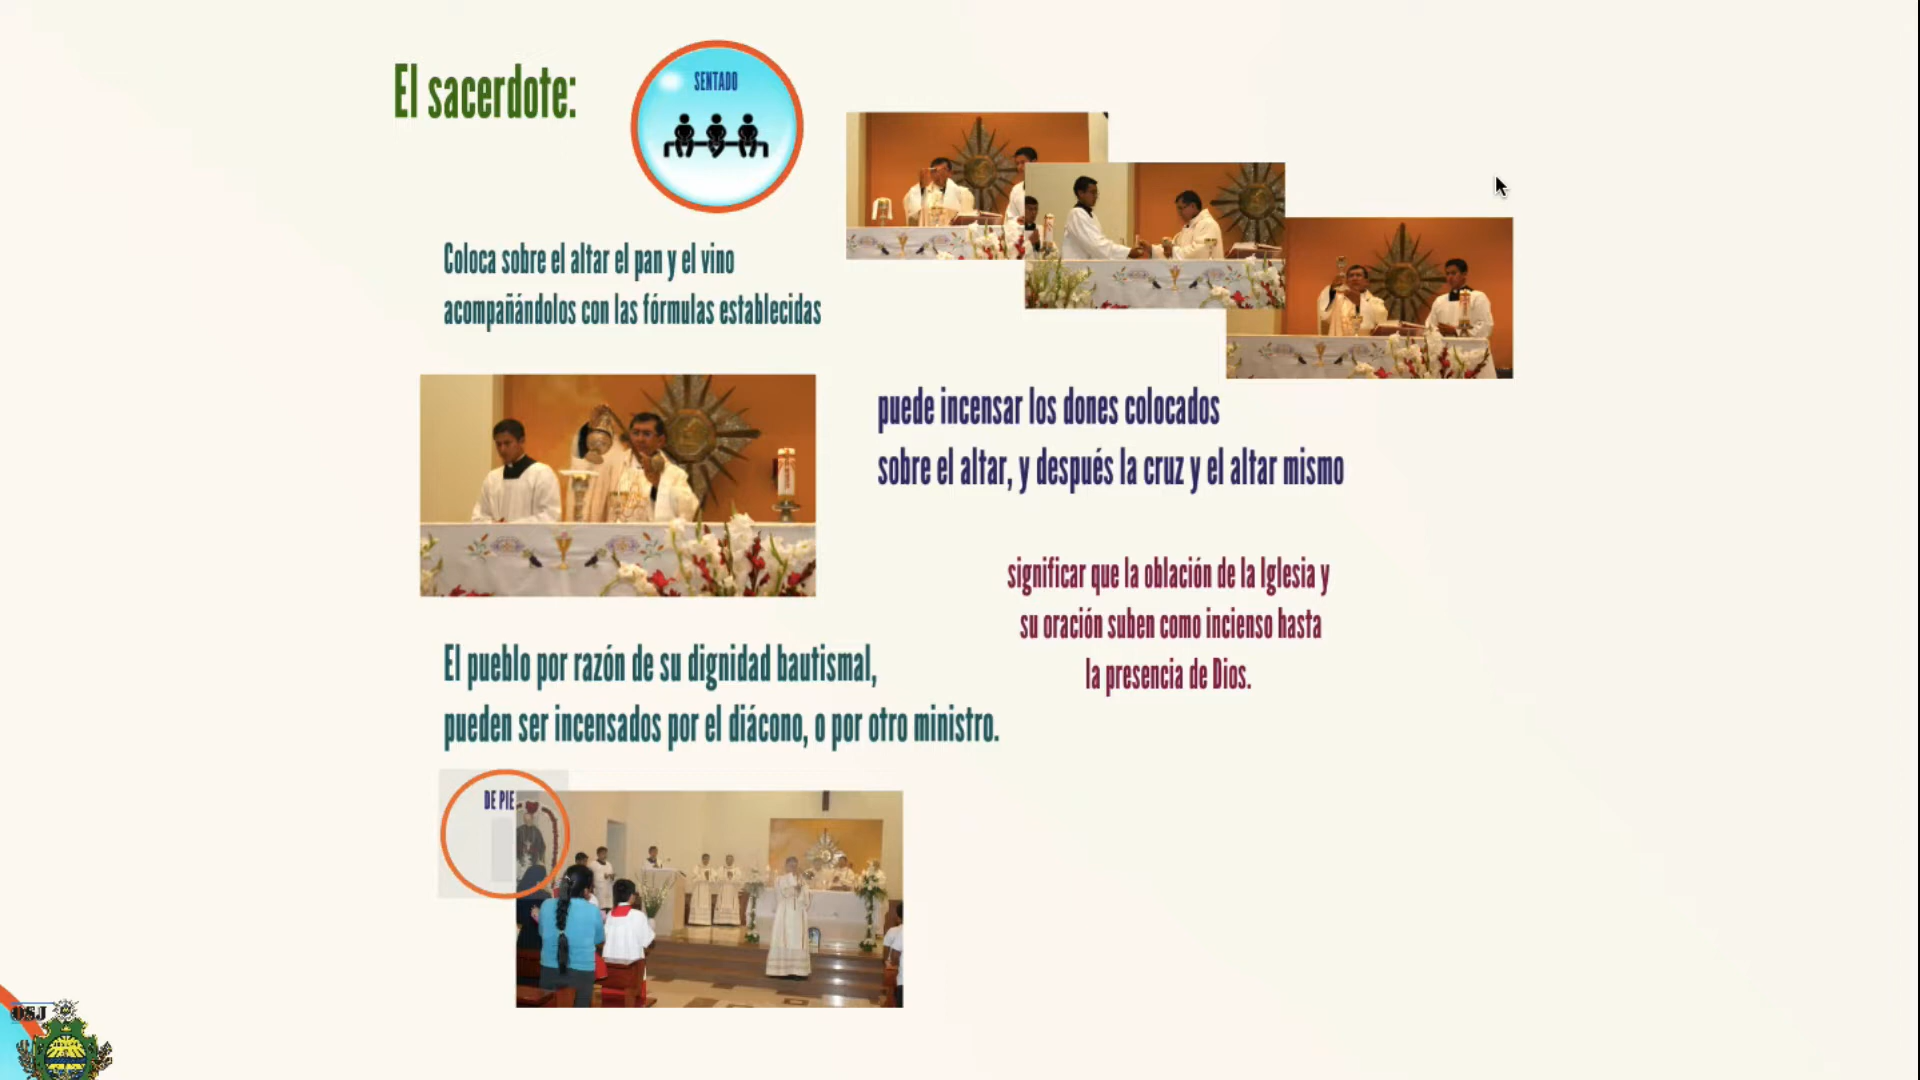 El sacerdote:
SENTADO
Coloca sobre el altar el pan y el vino
acompañándolos con las fórmulas establecidas
puede incensar los dones colocados
sobre el altar, y después la cruz y el altar mismo
significar que la oblación de la Iglesia y
su oración suben como incienso hasta
la presencia de Dios.
El pueblo por razón de su dignidad bautismal,
pueden ser incensados por el diácono, o por otro ministro.
DE PIE
OSJ